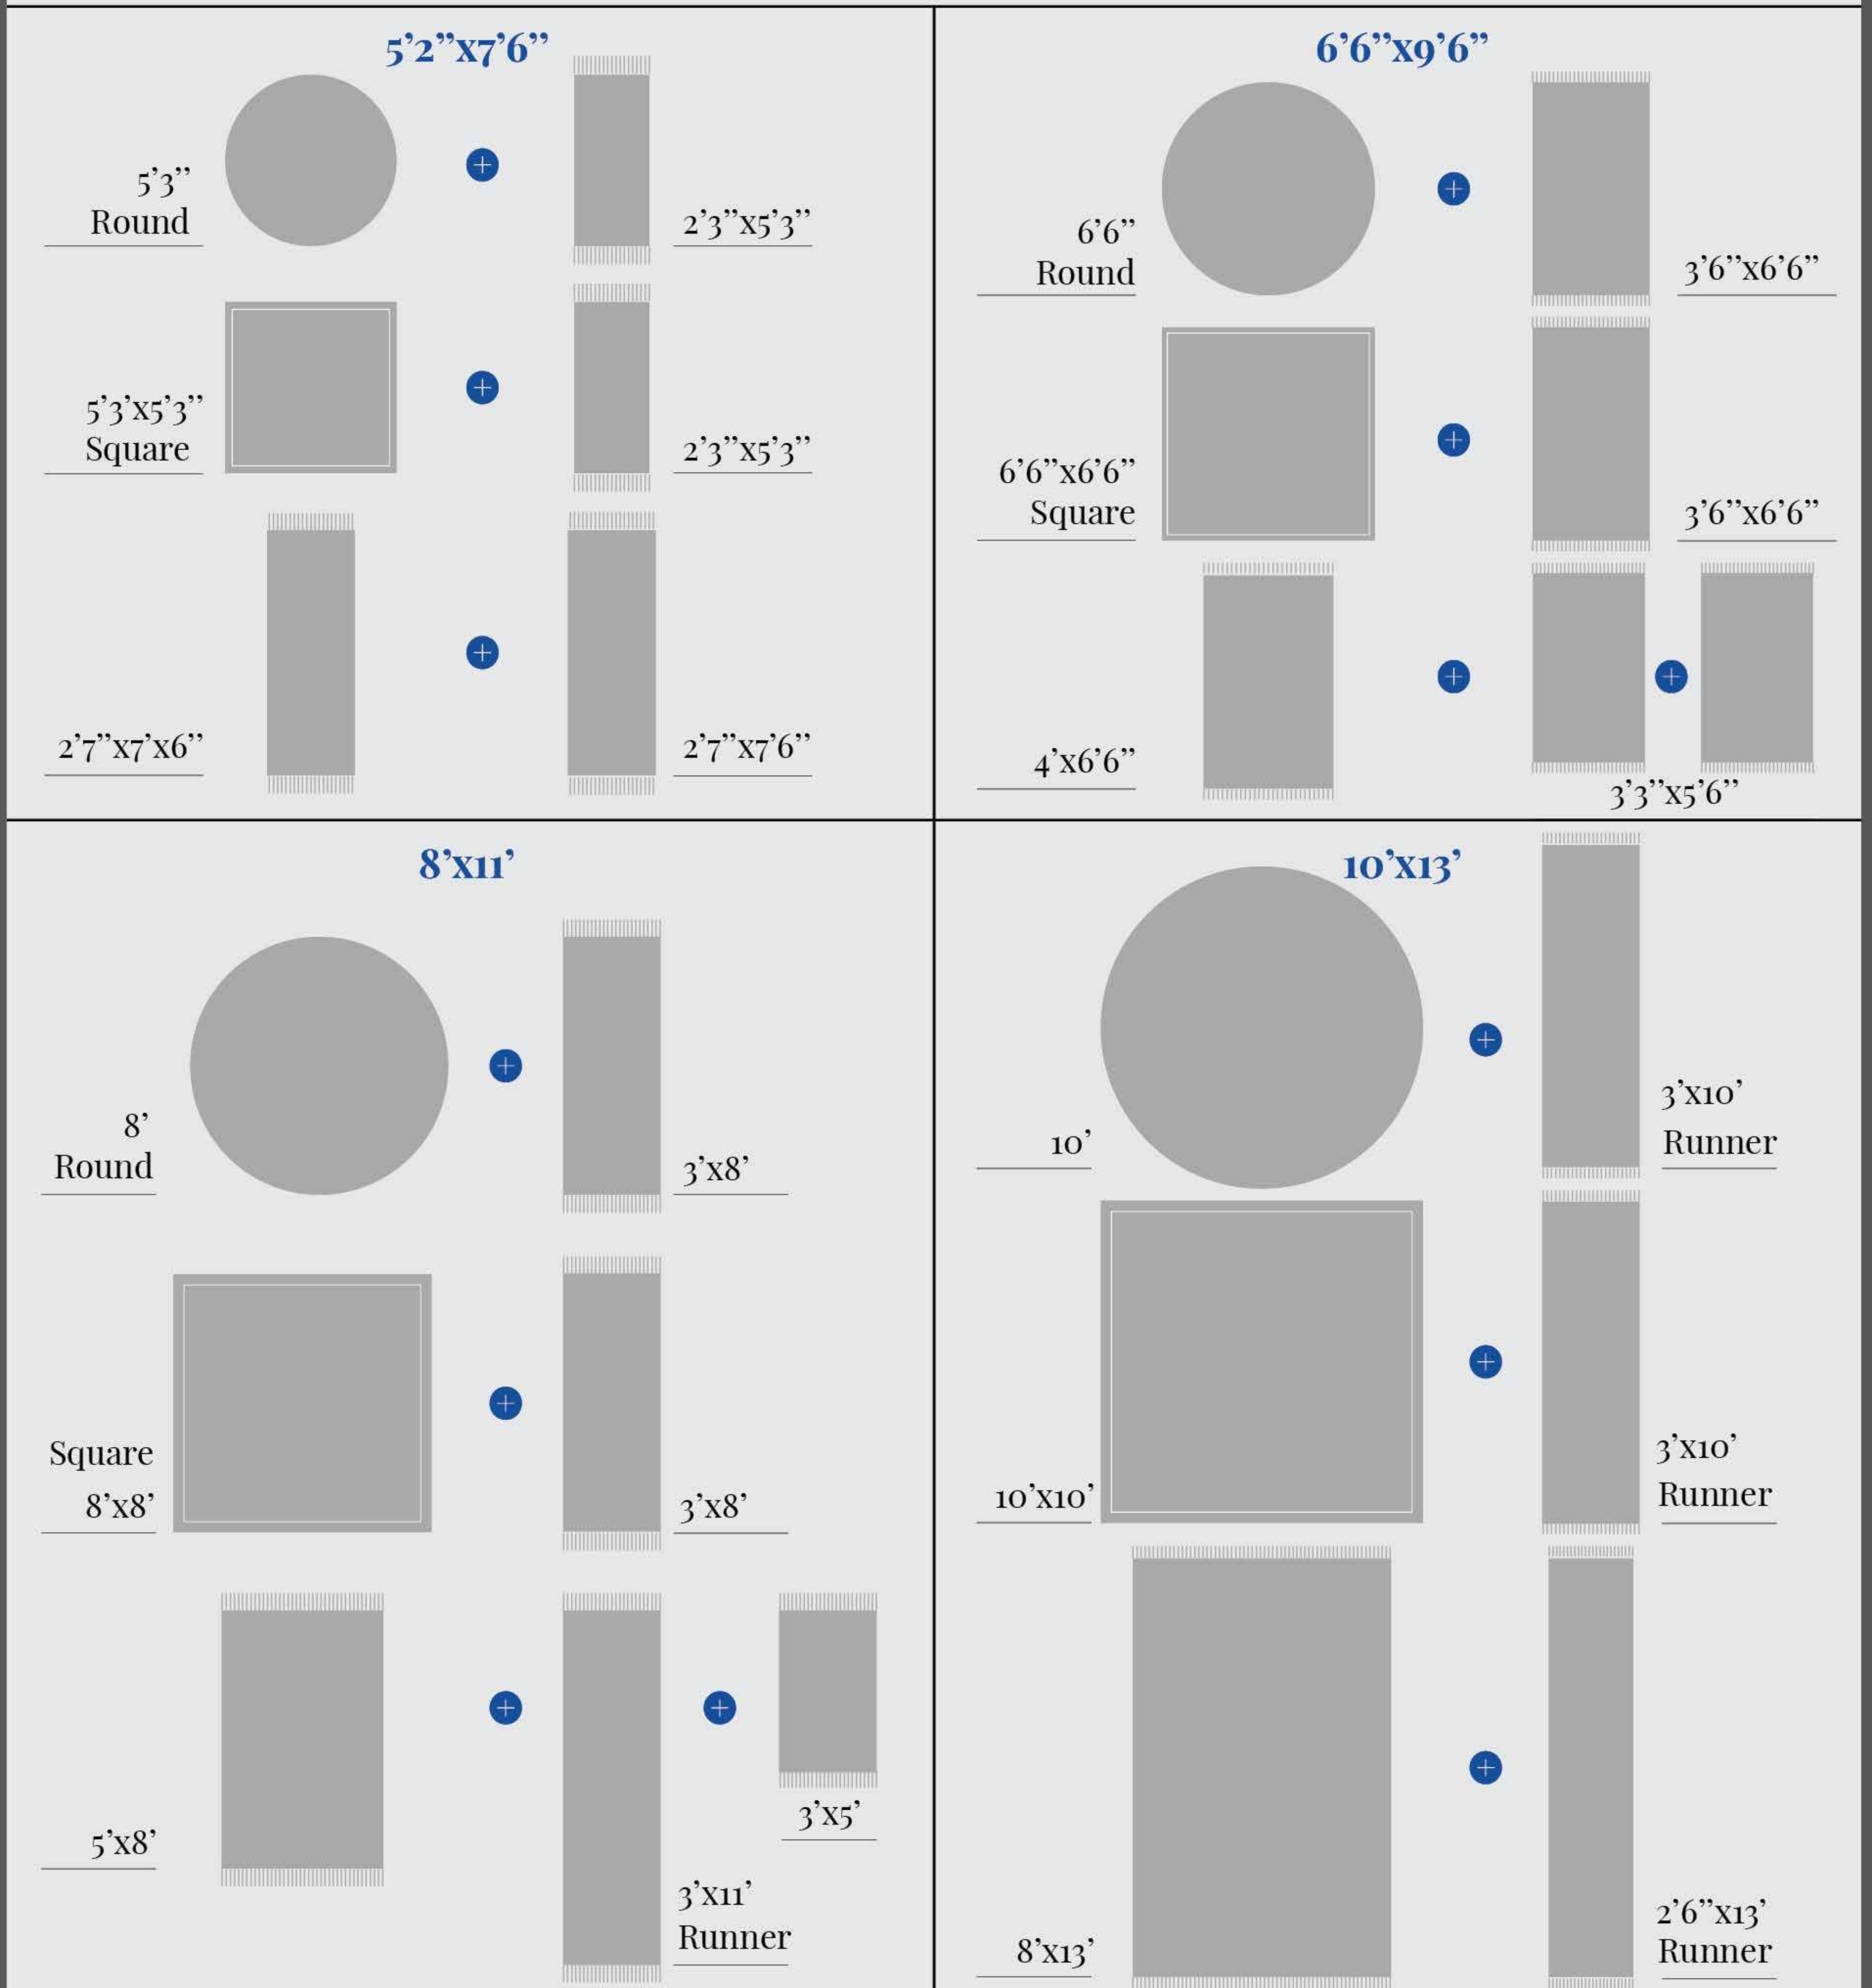 5’2”x7’6”
5’3”
Round
2’3”x5’3”
5’3’x5’3”
Square
2’3”x5’3”
2’7”x7’x6”
2’7”x7’6”
6’6”x9’6”
6’6”
Round
3’6”x6’6”
6’6”x6’6”
Square
3’6”x6’6”
4’x6’6”
3’3”x5’6”
8’x11’
8’
Round
3’x8’
Square
8’x8’
3’x8’
5’x8’
3’x11’
Runner
3’x5’
10’x13’
10’
3’x10’
Runner
10’x10’
3’x10’
Runner
8’x13’
2’6”x13’
Runner